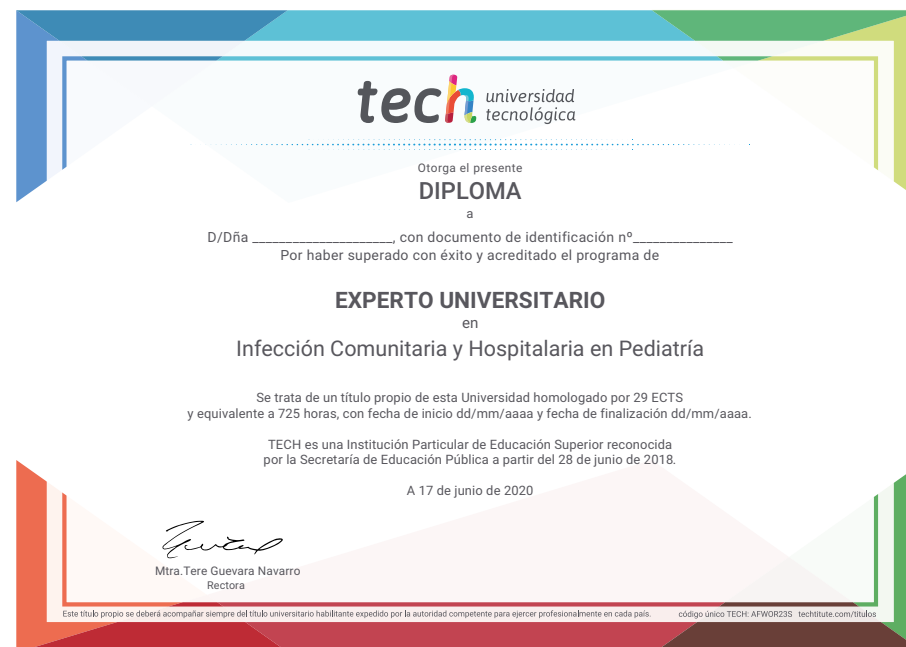 tech universidad
tecnológica
Otorga el presente
DIPLOMA
a
D/Dña ______________________, con documento de identificación nº_______________
Por haber superado con éxito y acreditado el programa de
EXPERTO UNIVERSITARIO
en
Infección Comunitaria y Hospitalaria en Pediatría
Se trata de un título propio de esta Universidad homologado por 29 ECTS
y equivalente a 725 horas, con fecha de inicio dd/mm/aaaa y fecha de finalización dd/mm/aaaa.
TECH es una Institución Particular de Educación Superior reconocida
por la Secretaría de Educación Pública a partir del 28 de junio de 2018.
A 17 de junio de 2020
Mtra.Tere Guevara Navarro
Rectora
Este título propio se deberá acompañar siempre del título universitario habilitante expedido por la autoridad competente para ejercer profesionalmente en cada país. código único TECH: AFWOR23S techtitute.com/titulos